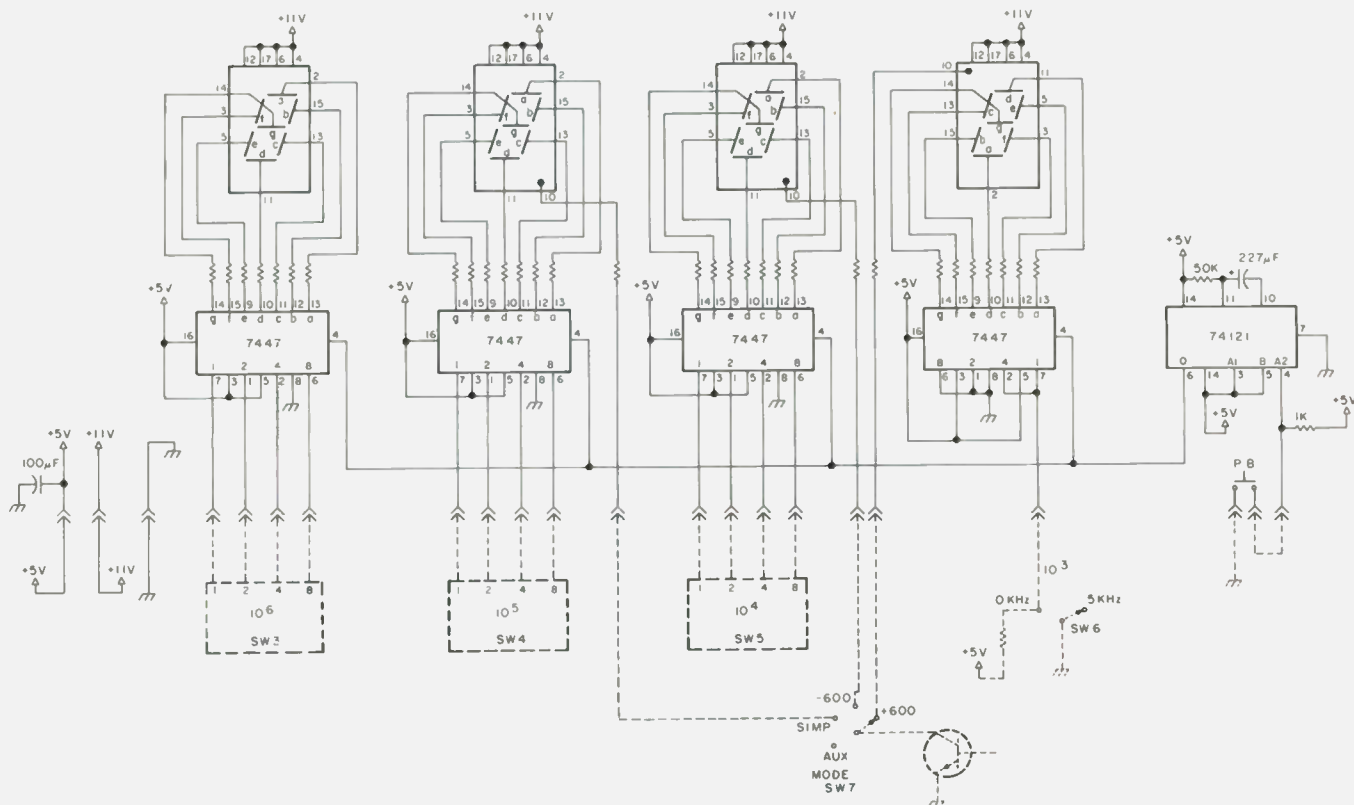 +11V +11V +11V +11V
12 17 6 4 12 17 6 4 12 17 6 4 12 17 6 4
2 2 2 10 11
14 14 14 14
3 f b 15 3 f a b 15 3 f a b 15 13 c d e 5
g g g g
5 e c 13 5 e c 13 5 e c 13 15 b f 3
d d d a
10 10
11 11 11 2
+5V 227µF
50K +
+5V +5V +5V +5V
14 15 9 10 11 12 13 14 15 9 10 11 12 13 14 15 9 10 11 12 13 14 15 9 10 11 12 13
14 11 10
g f e d c b a g f e d c b a g f e d c b a g f e d c b a
16 7447 4 16 7447 4 16 7447 4 16 7447 4 74121 7
1 2 4 8 1 2 4 8 1 2 4 8 8 2 4 1 Q A1 B A2
7 3 1 5 2 8 6 7 3 1 5 2 8 6 7 3 1 5 2 8 6 6 3 1 8 2 5 7 6 14 3 5 4
+5V +11V +5V 1K +5V
100µF
PB
+5V +11V
1 2 4 8 1 2 4 8 1 2 4 8
10³
10⁶ 10⁵ 10⁴
0KHz 5KHz
SW3 SW4 SW5 SW6
+5V
-600
+600
SIMP
AUX
MODE
SW7